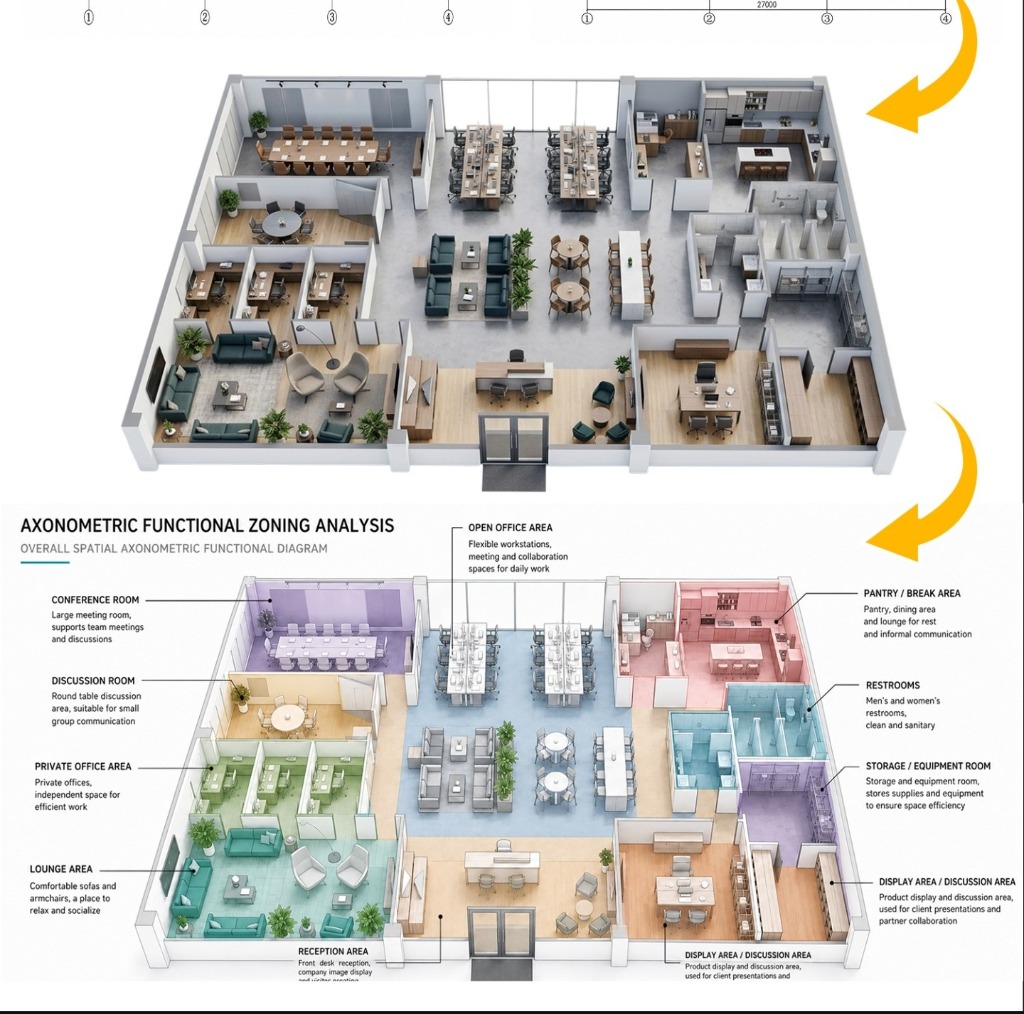 ① ② ③ ④ ① ② 27000 ③ ④
AXONOMETRIC FUNCTIONAL ZONING ANALYSIS
OVERALL SPATIAL AXONOMETRIC FUNCTIONAL DIAGRAM
OPEN OFFICE AREA
Flexible workstations,
meeting and collaboration
spaces for daily work
CONFERENCE ROOM
Large meeting room,
supports team meetings
and discussions
DISCUSSION ROOM
Round table discussion
area, suitable for small
group communication
PRIVATE OFFICE AREA
Private offices,
independent space for
efficient work
LOUNGE AREA
Comfortable sofas and
armchairs, a place to
relax and socialize
PANTRY / BREAK AREA
Pantry, dining area
and lounge for rest
and informal communication
RESTROOMS
Men's and women's
restrooms,
clean and sanitary
STORAGE / EQUIPMENT ROOM
Storage and equipment room,
stores supplies and equipment
to ensure space efficiency
DISPLAY AREA / DISCUSSION AREA
Product display and discussion area,
used for client presentations and
partner collaboration
RECEPTION AREA
Front desk reception,
company image display
DISPLAY AREA / DISCUSSION AREA
Product display and discussion area,
used for client presentations and